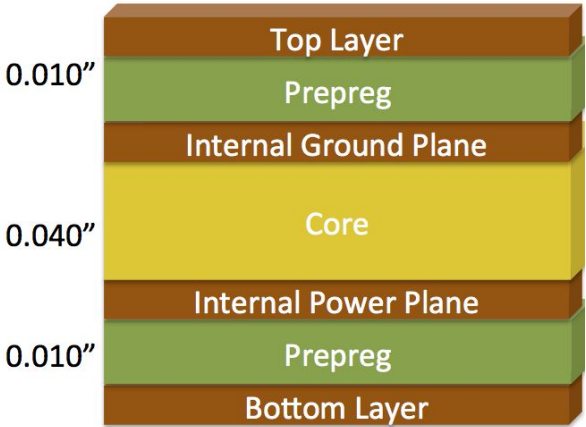 Top Layer
0.010”
Prepreg
Internal Ground Plane
Core
0.040”
Internal Power Plane
0.010”
Prepreg
Bottom Layer